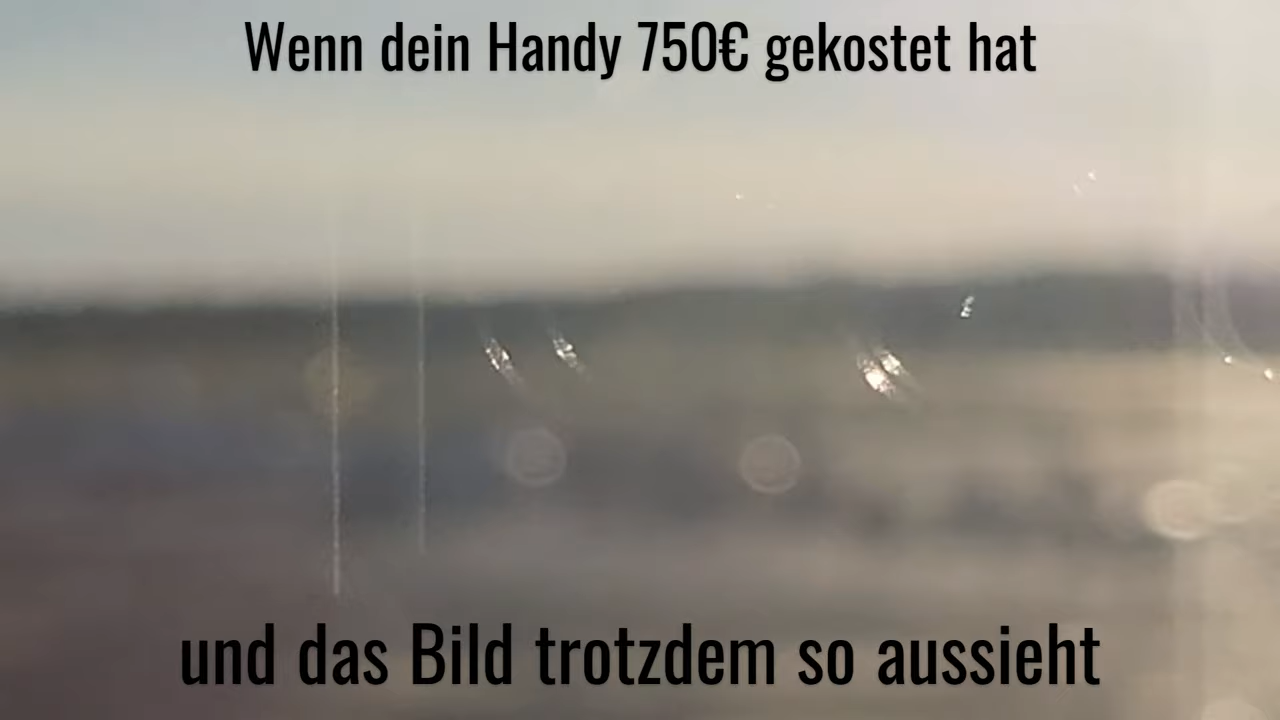 Wenn dein Handy 750€ gekostet hat
und das Bild trotzdem so aussieht